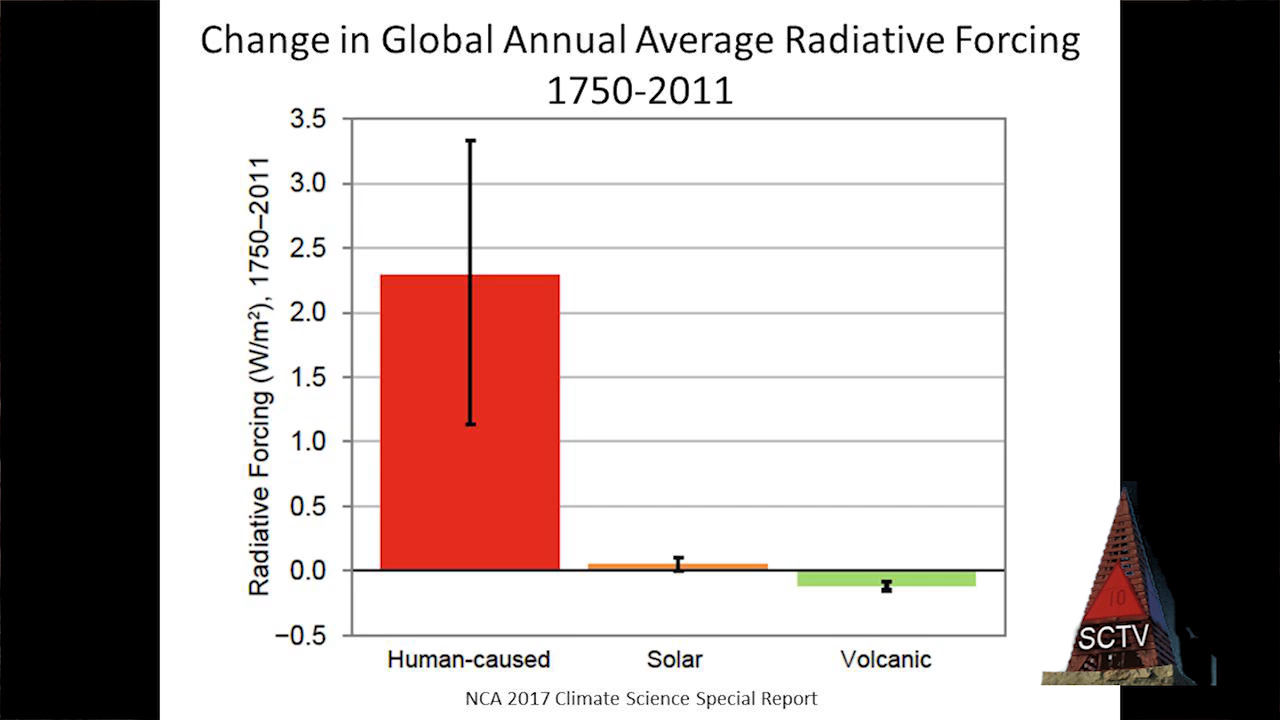 Change in Global Annual Average Radiative Forcing
1750-2011
Radiative Forcing (W/m²), 1750–2011
3.5
3.0
2.5
2.0
1.5
1.0
0.5
0.0
−0.5
Human-caused Solar Volcanic
NCA 2017 Climate Science Special Report
10
SCTV